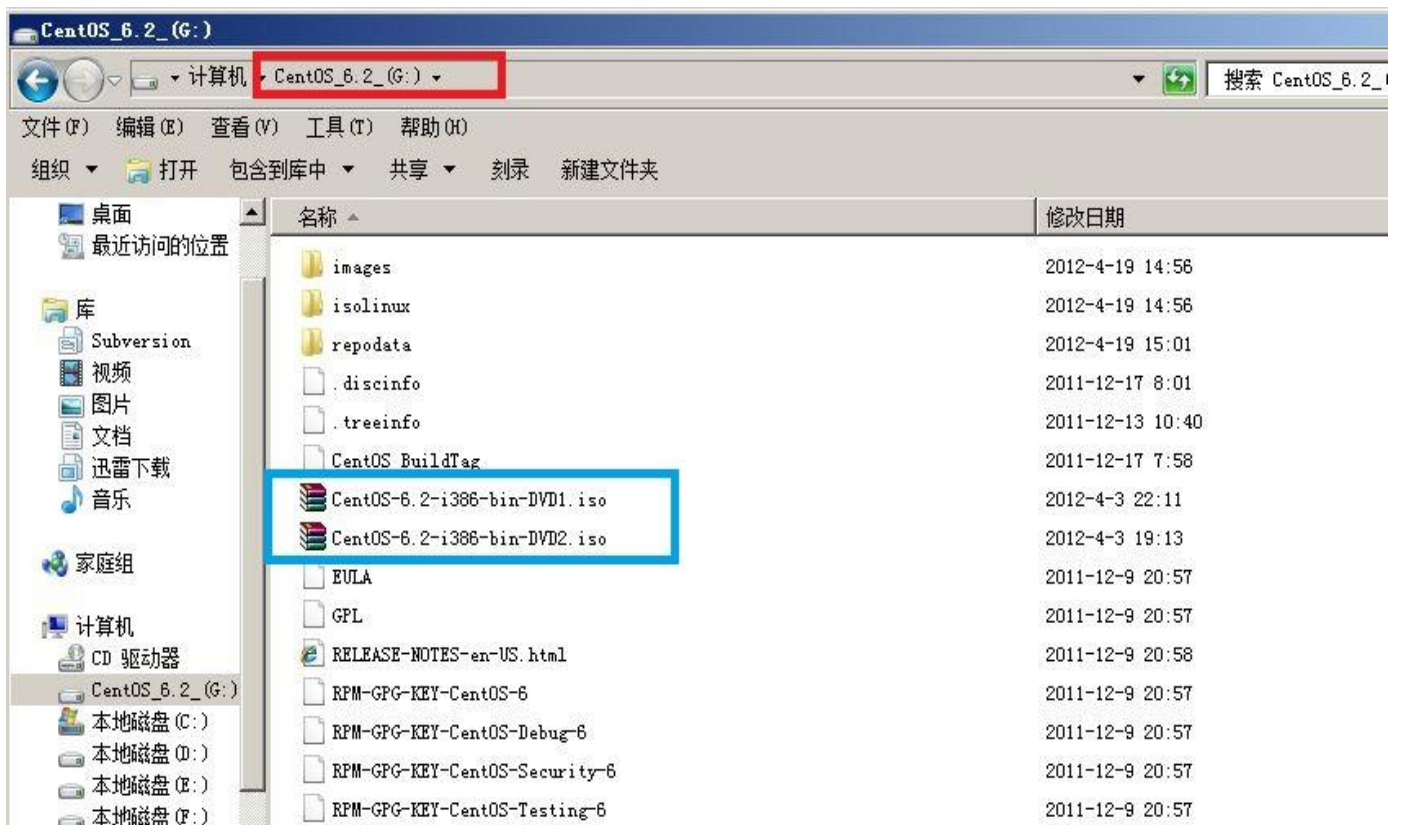 CentOS_6.2_(G:)
计算机 CentOS_6.2_(G:) 搜索 CentOS_6.2_(
文件(F) 编辑(E) 查看(V) 工具(T) 帮助(H)
组织 打开 包含到库中 共享 刻录 新建文件夹
桌面
最近访问的位置
库
Subversion
视频
图片
文档
迅雷下载
音乐
家庭组
计算机
CD 驱动器
CentOS_6.2_(G:)
本地磁盘(C:)
本地磁盘(D:)
本地磁盘(E:)
本地磁盘(F:)
名称 修改日期
images 2012-4-19 14:56
isolinux 2012-4-19 14:56
repodata 2012-4-19 15:01
.discinfo 2011-12-17 8:01
.treeinfo 2011-12-13 10:40
CentOS_BuildTag 2011-12-17 7:58
CentOS-6.2-i386-bin-DVD1.iso 2012-4-3 22:11
CentOS-6.2-i386-bin-DVD2.iso 2012-4-3 19:13
EULA 2011-12-9 20:57
GPL 2011-12-9 20:57
RELEASE-NOTES-en-US.html 2011-12-9 20:58
RPM-GPG-KEY-CentOS-6 2011-12-9 20:57
RPM-GPG-KEY-CentOS-Debug-6 2011-12-9 20:57
RPM-GPG-KEY-CentOS-Security-6 2011-12-9 20:57
RPM-GPG-KEY-CentOS-Testing-6 2011-12-9 20:57